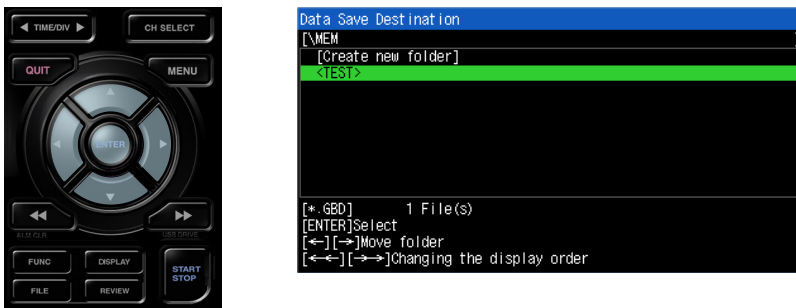 ◀ TIME/DIV ▶
CH SELECT
QUIT
MENU
ENTER
ALM CLR
USB DRIVE
FUNC
DISPLAY
START
STOP
FILE
REVIEW
Data Save Destination
[\MEM
[Create new folder]
<TEST>
[*.GBD] 1 File(s)
[ENTER]Select
[←][→]Move folder
[←←][→→]Changing the display order